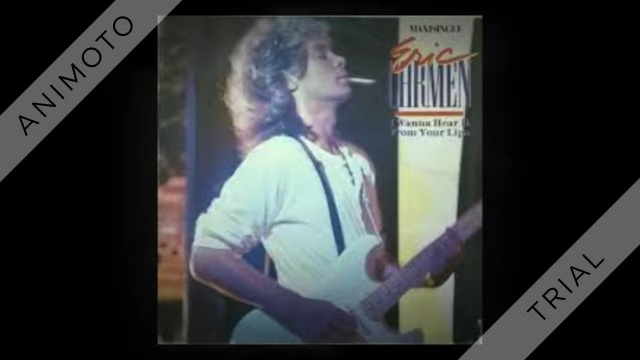 ANIMOTO
MAXISINGLE
Eric
CARMEN
I Wanna Hear It
From Your Lips
TRIAL